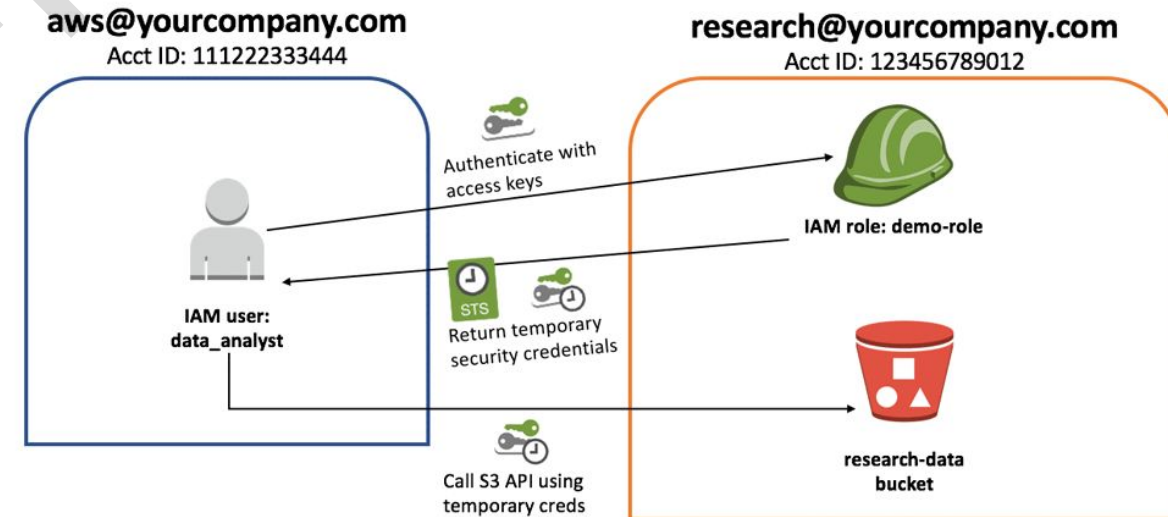 aws@yourcompany.com
Acct ID: 111222333444
research@yourcompany.com
Acct ID: 123456789012
Authenticate with
access keys
IAM role: demo-role
IAM user:
data_analyst
STS
Return temporary
security credentials
research-data
bucket
Call S3 API using
temporary creds